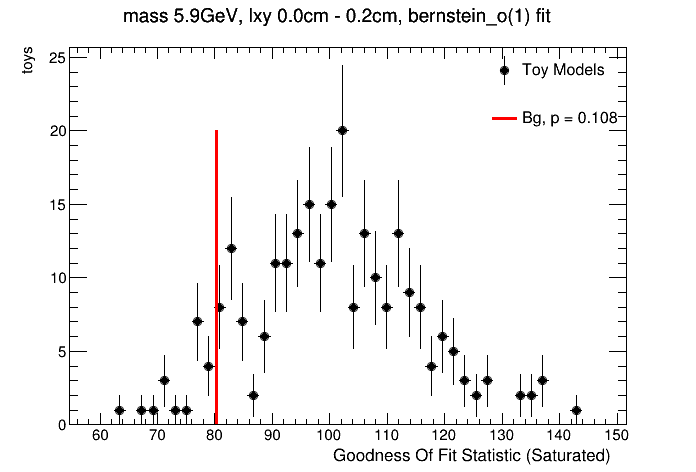 mass 5.9GeV, lxy 0.0cm - 0.2cm, bernstein_o(1) fit
toys
25
20
15
10
5
0
Toy Models
Bg, p = 0.108
60 70 80 90 100 110 120 130 140 150
Goodness Of Fit Statistic (Saturated)